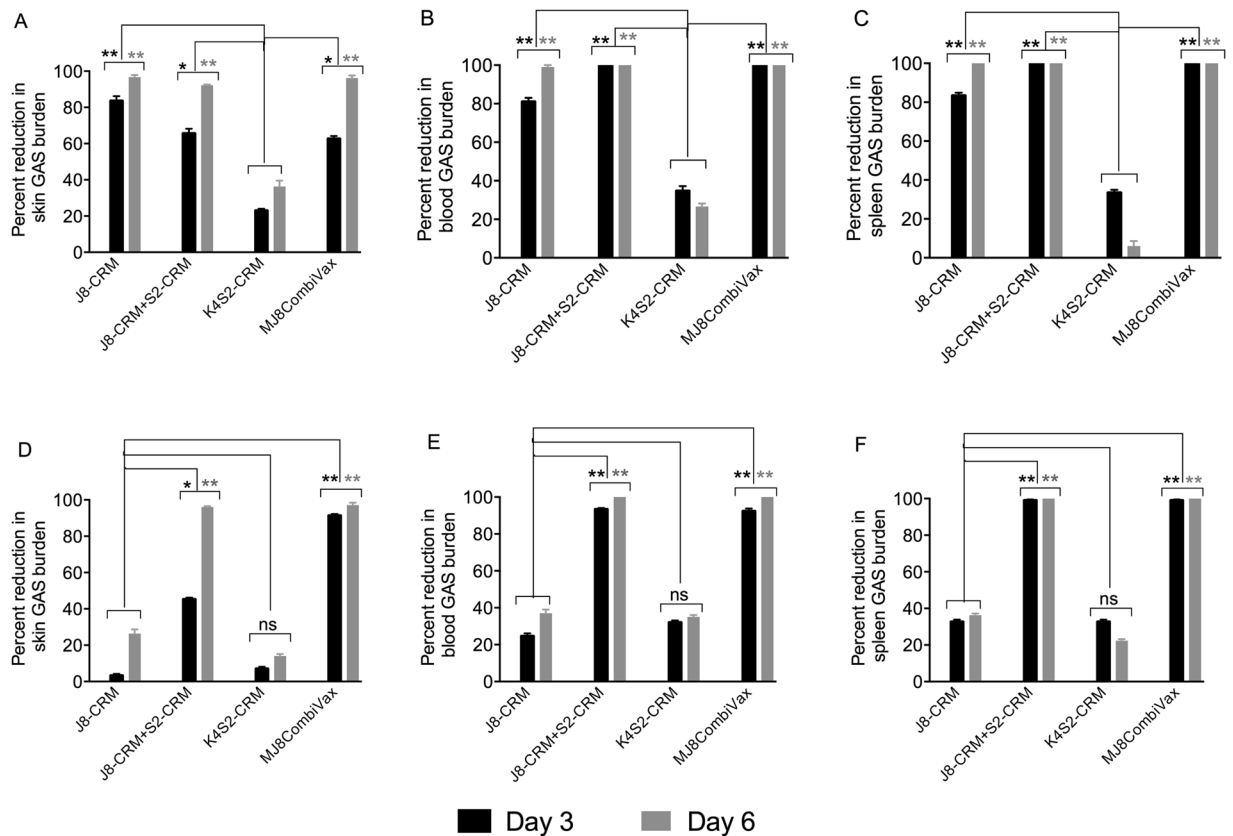 A
Percent reduction in
skin GAS burden
100
80
60
40
20
0
** ** * ** * **
J8-CRM
J8-CRM+S2-CRM
K4S2-CRM
MJ8CombiVax
B
Percent reduction in
blood GAS burden
100
80
60
40
20
0
** ** ** ** ** **
J8-CRM
J8-CRM+S2-CRM
K4S2-CRM
MJ8CombiVax
C
Percent reduction in
spleen GAS burden
100
80
60
40
20
0
** ** ** ** ** **
J8-CRM
J8-CRM+S2-CRM
K4S2-CRM
MJ8CombiVax
D
Percent reduction in
skin GAS burden
100
80
60
40
20
0
* ** ns ** **
J8-CRM
J8-CRM+S2-CRM
K4S2-CRM
MJ8CombiVax
E
Percent reduction in
blood GAS burden
100
80
60
40
20
0
** ** ns ** **
J8-CRM
J8-CRM+S2-CRM
K4S2-CRM
MJ8CombiVax
F
Percent reduction in
spleen GAS burden
100
80
60
40
20
0
** ** ns ** **
J8-CRM
J8-CRM+S2-CRM
K4S2-CRM
MJ8CombiVax
Day 3 Day 6